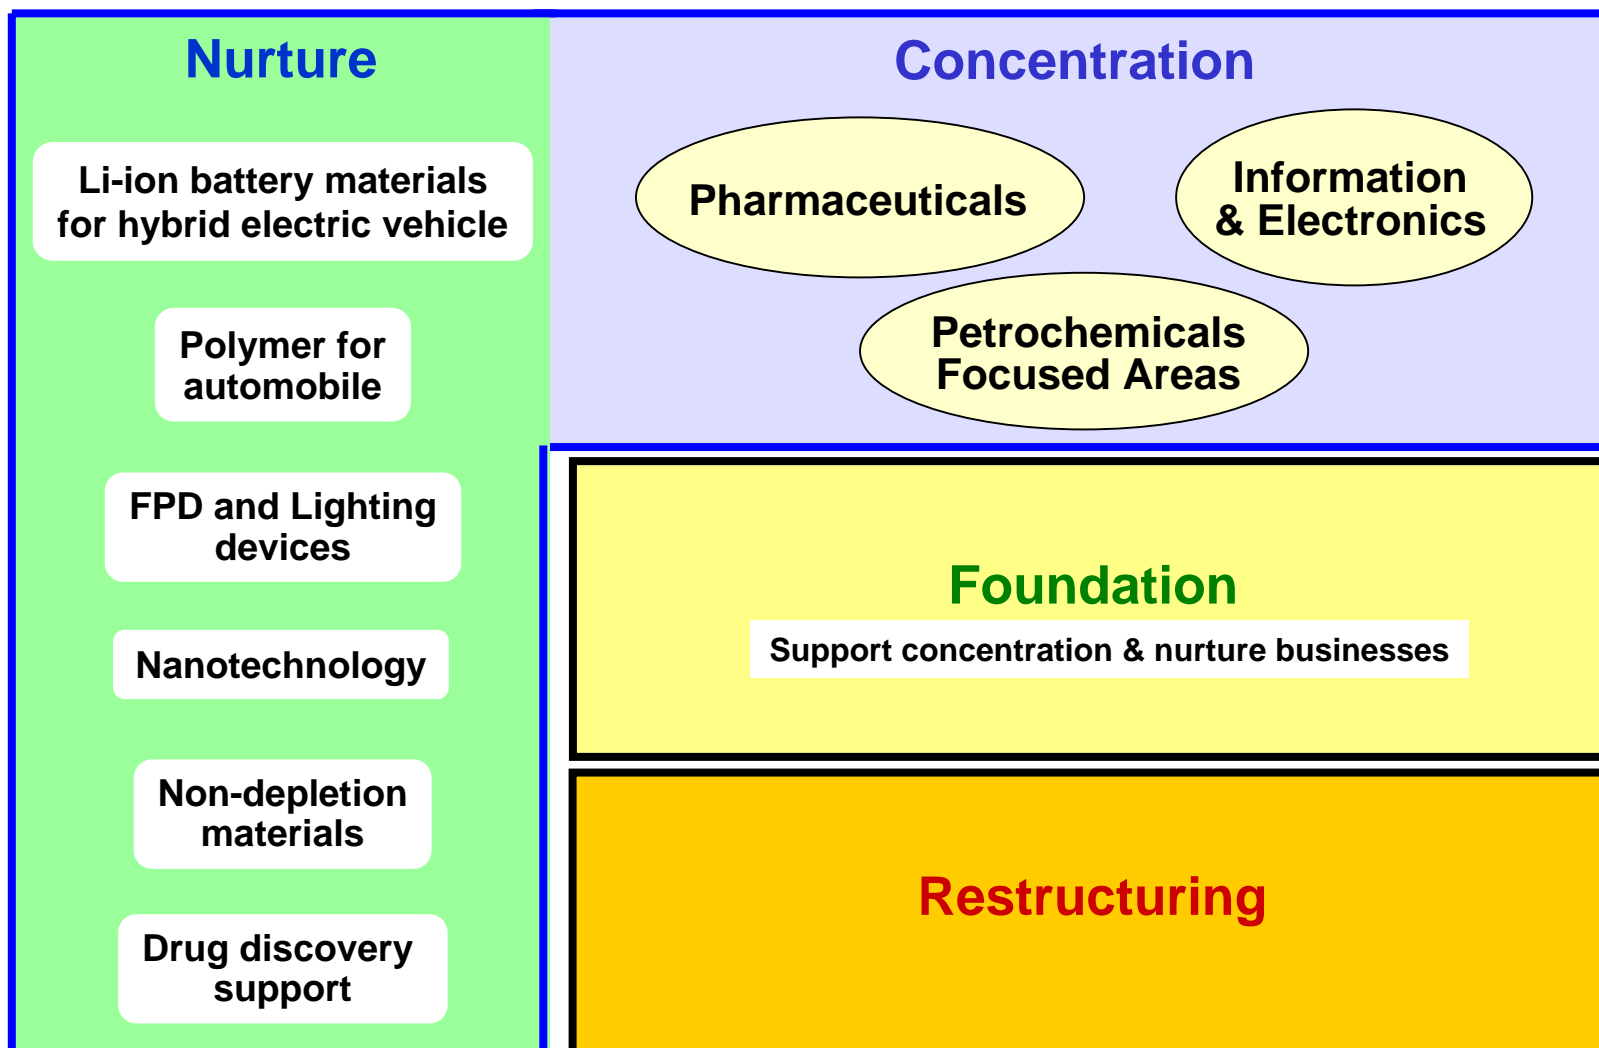 Nurture
Li-ion battery materials
for hybrid electric vehicle
Polymer for
automobile
FPD and Lighting
devices
Nanotechnology
Non-depletion
materials
Drug discovery
support
Concentration
Pharmaceuticals
Information
& Electronics
Petrochemicals
Focused Areas
Foundation
Support concentration & nurture businesses
Restructuring